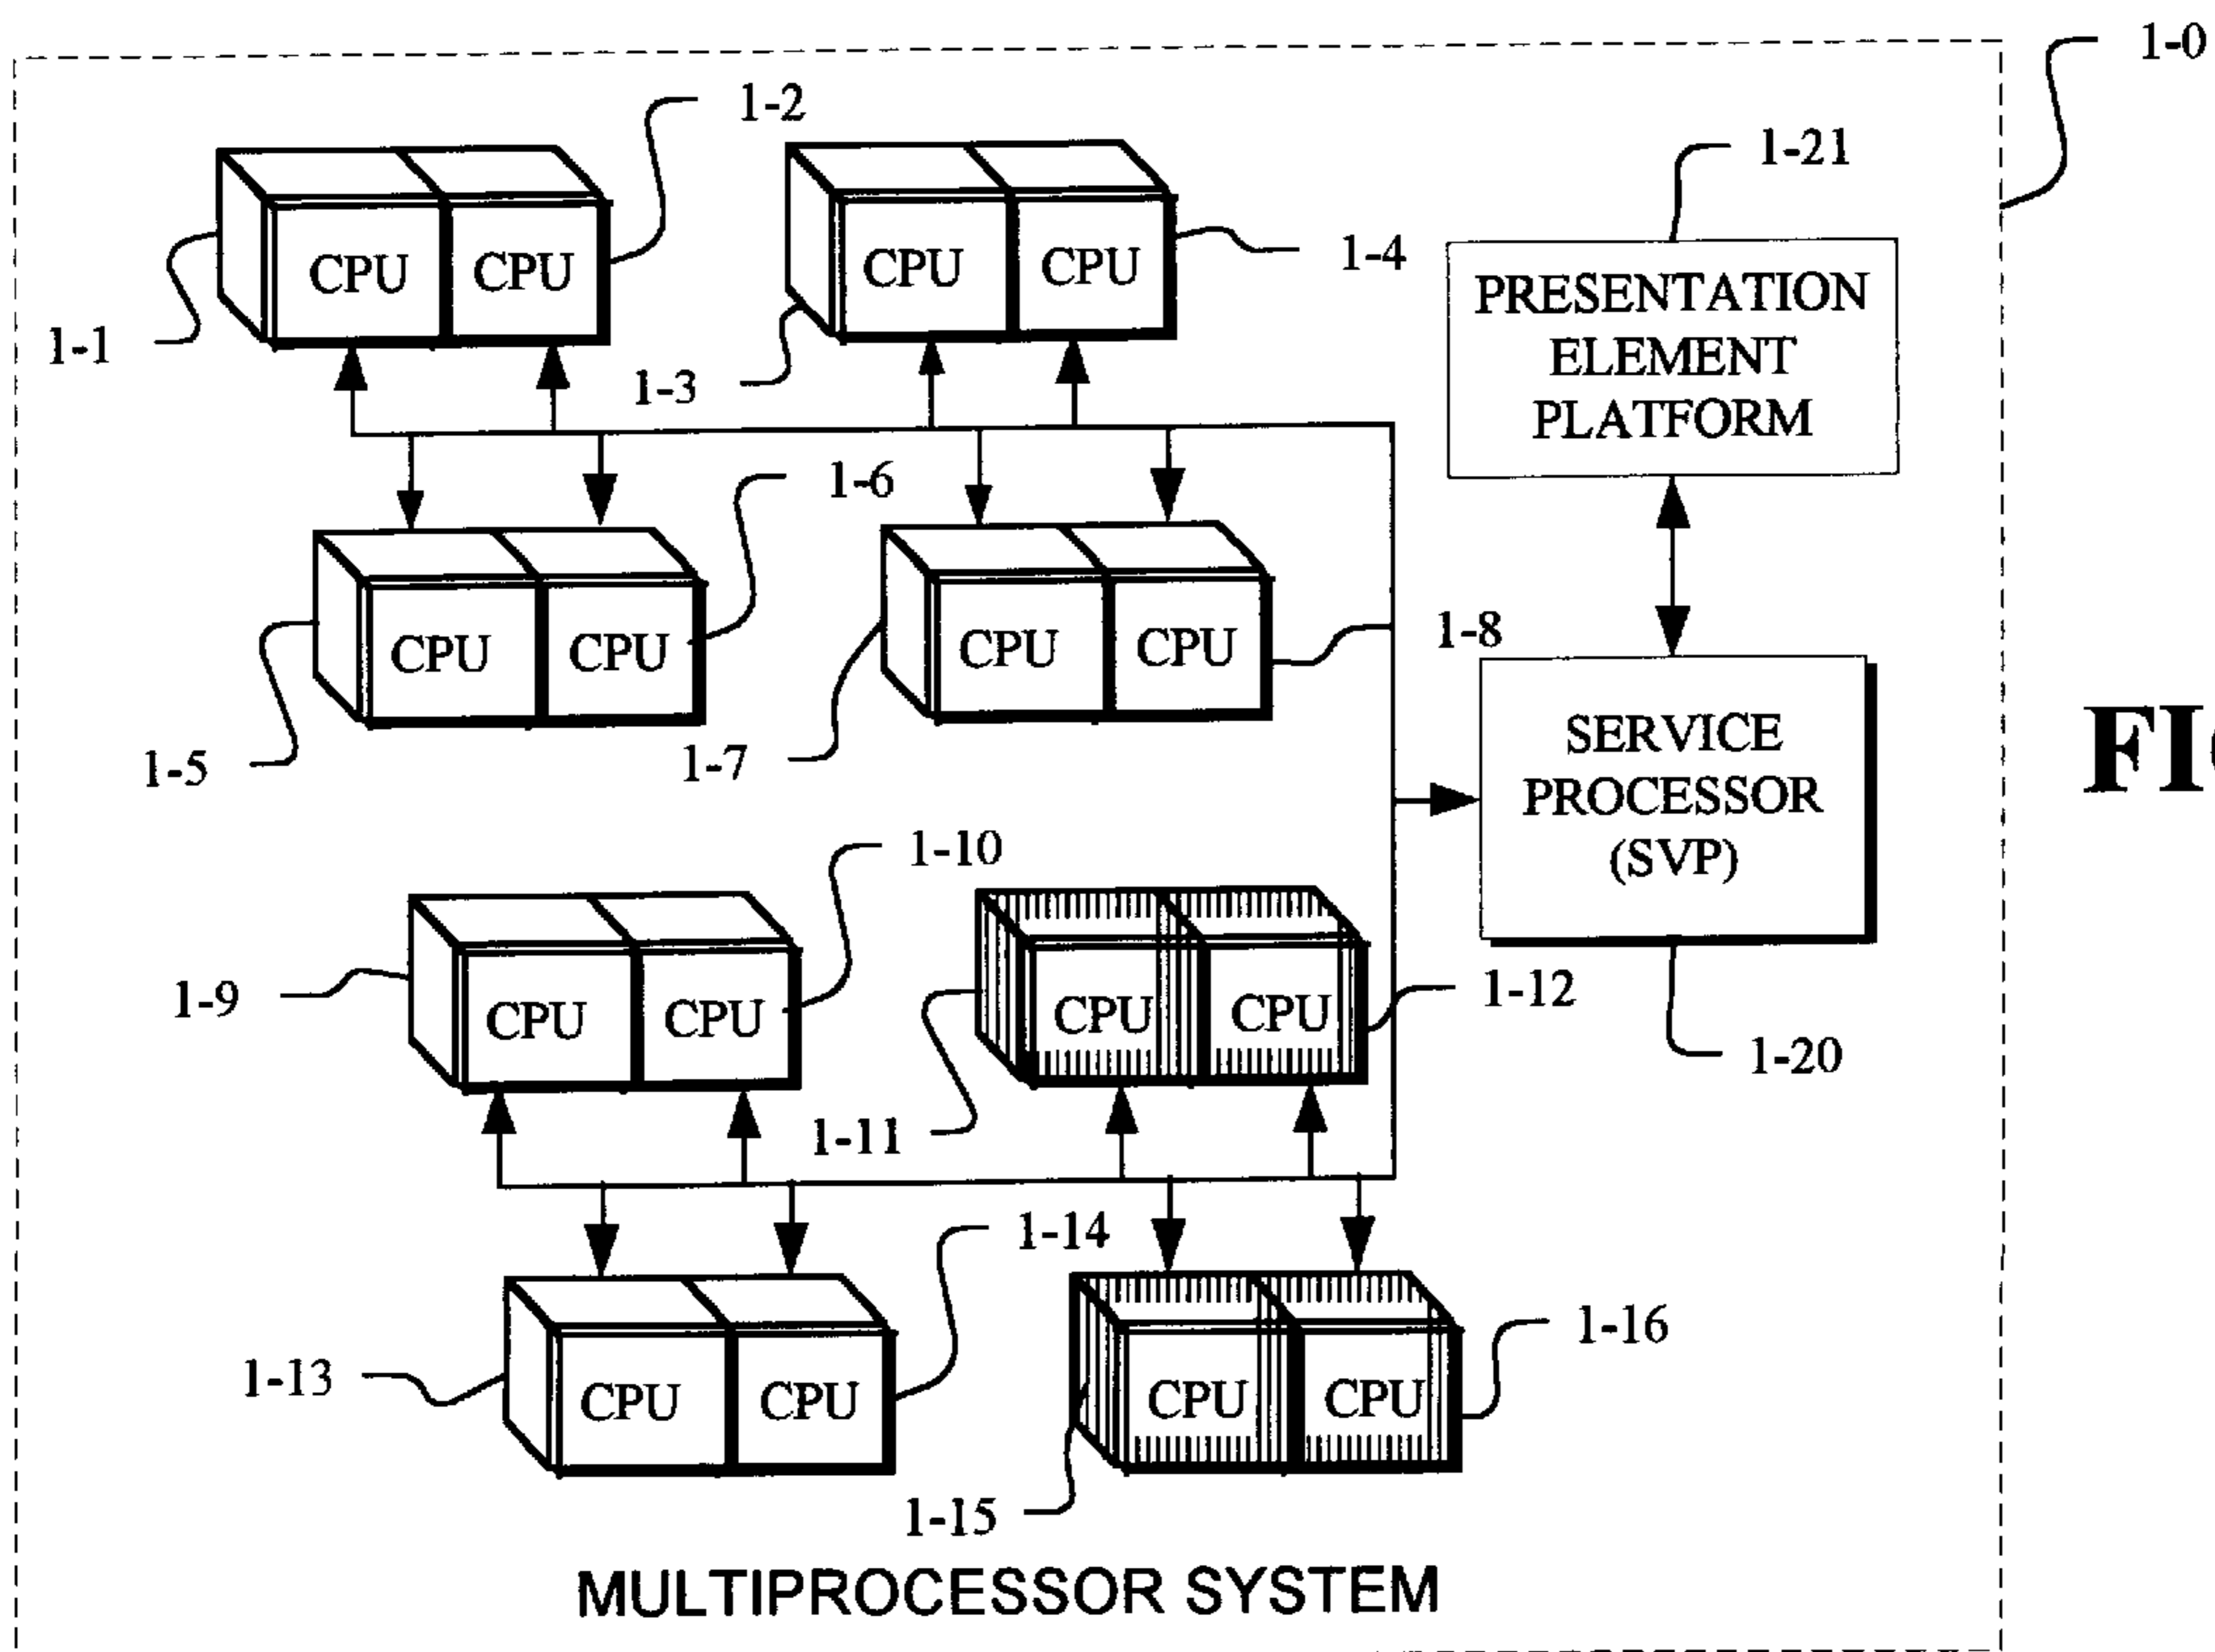 1-0
1-2
1-21
CPU CPU
CPU CPU
1-4
1-1
1-3
PRESENTATION
ELEMENT
PLATFORM
1-6
1-8
CPU CPU
CPU CPU
1-5
1-7
SERVICE
PROCESSOR
(SVP)
FI
1-10
1-9
CPU CPU
CPU CPU
1-12
1-20
1-11
1-14
1-13
CPU CPU
CPU CPU
1-16
1-15
MULTIPROCESSOR SYSTEM